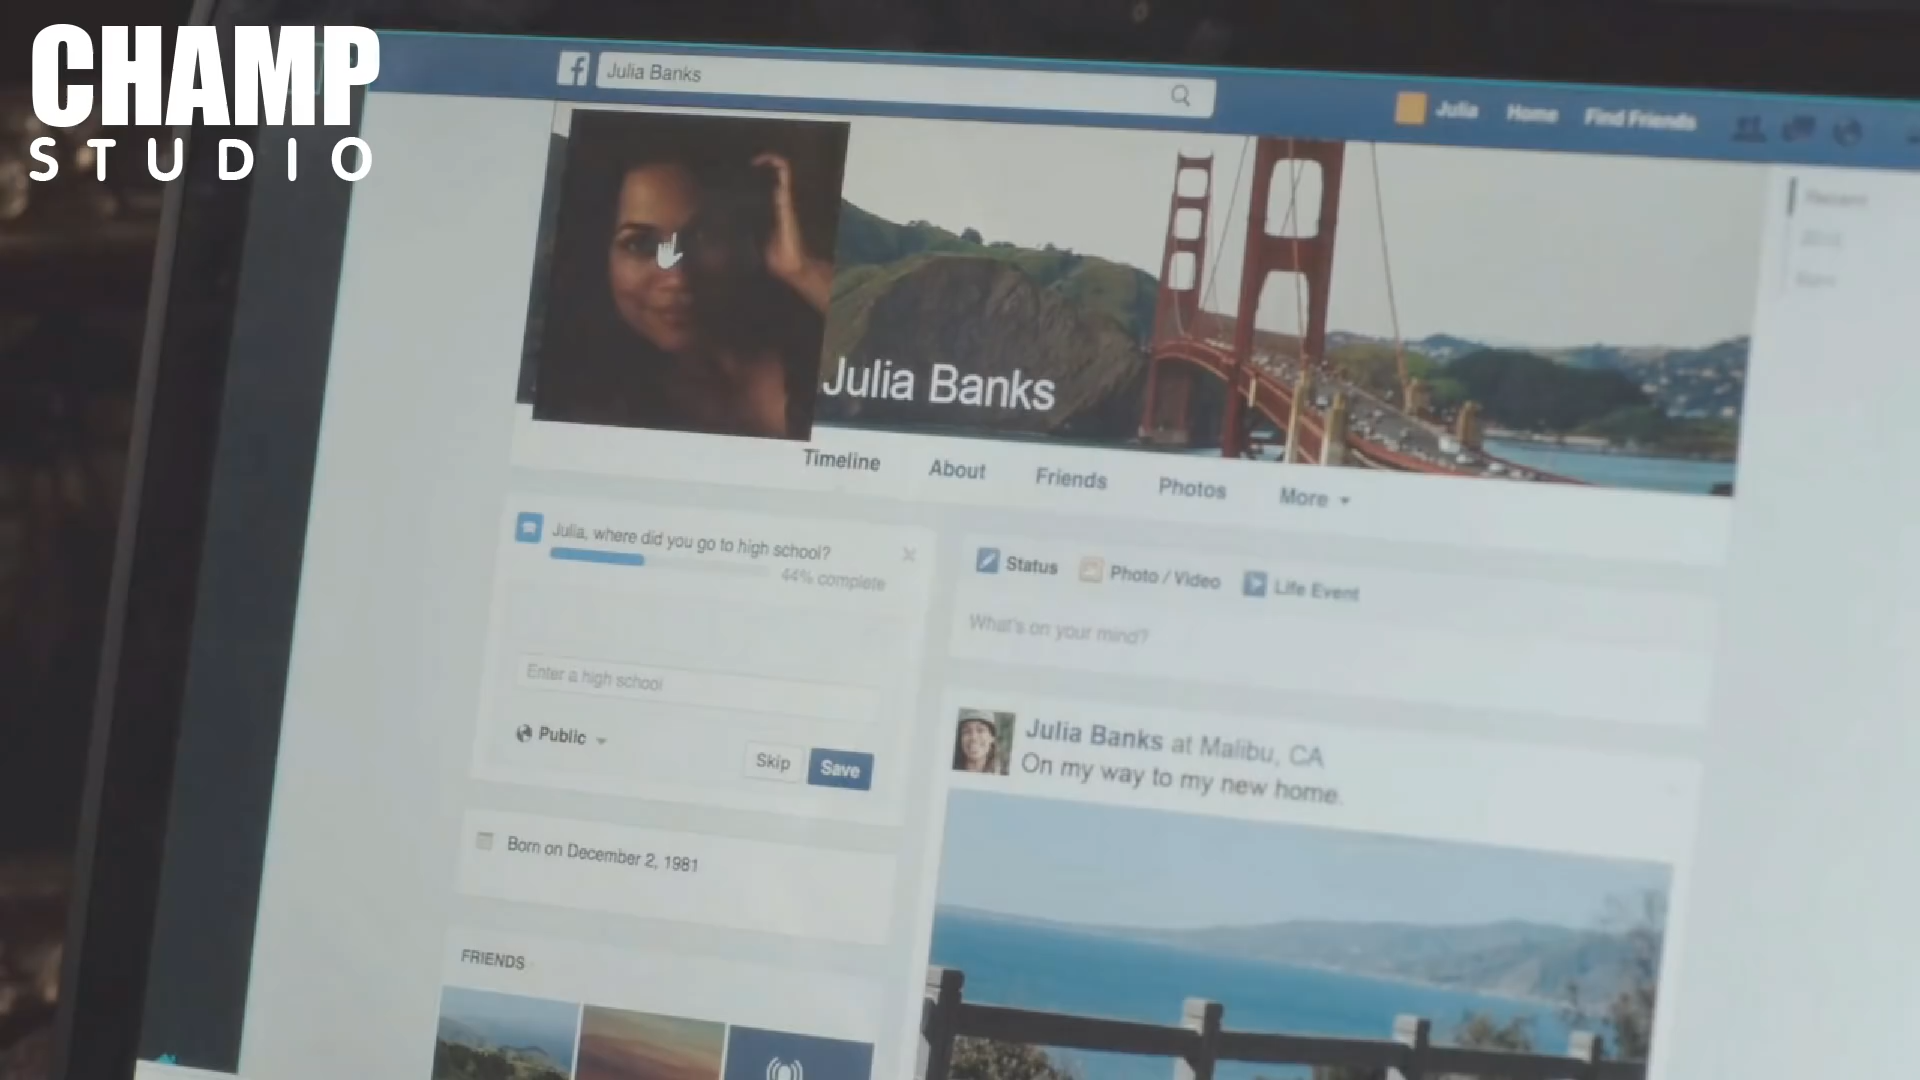 CHAMP
STUDIO
Julia Banks
Julia Home Find Friends
Recent
Julia Banks
Timeline About Friends Photos More
Julia, where did you go to high school?
44% complete
Enter a high school
Public
Skip Save
Born on December 2, 1981
FRIENDS
Status Photo / Video Life Event
What's on your mind?
Julia Banks at Malibu, CA
On my way to my new home.